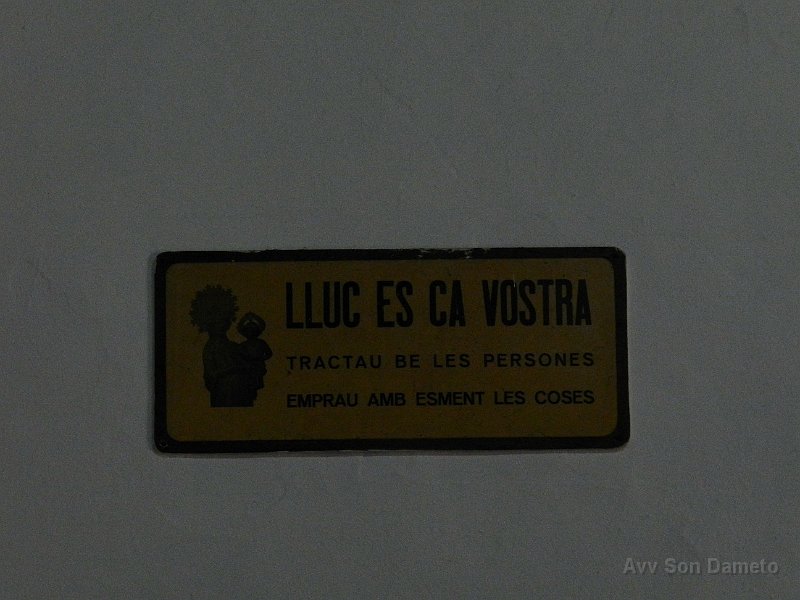 LLUC ES CA VOSTRA
TRACTAU BE LES PERSONES
EMPRAU AMB ESMENT LES COSES
Avv Son Dameto